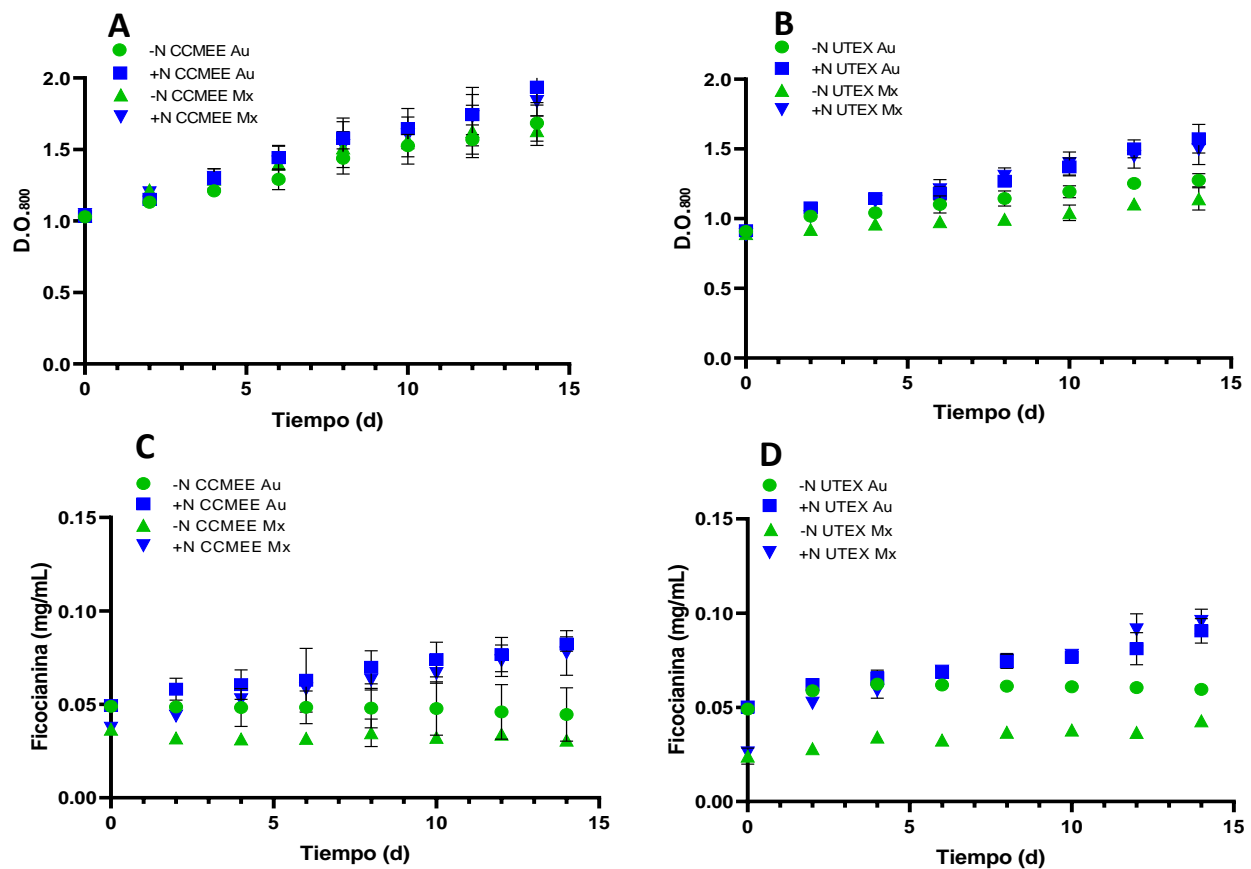 A
-N CCMEE Au
+N CCMEE Au
-N CCMEE Mx
+N CCMEE Mx
2.0
1.5
1.0
0.5
0.0
D.O.800
0
5
10
15
Tiempo (d)
B
-N UTEX Au
+N UTEX Au
-N UTEX Mx
+N UTEX Mx
2.0
1.5
1.0
0.5
0.0
D.O.800
0
5
10
15
Tiempo (d)
C
-N CCMEE Au
+N CCMEE Au
-N CCMEE Mx
+N CCMEE Mx
0.15
0.10
0.05
0.00
Ficocianina (mg/mL)
0
5
10
15
Tiempo (d)
D
-N UTEX Au
+N UTEX Au
-N UTEX Mx
+N UTEX Mx
0.15
0.10
0.05
0.00
Ficocianina (mg/mL)
0
5
10
15
Tiempo (d)